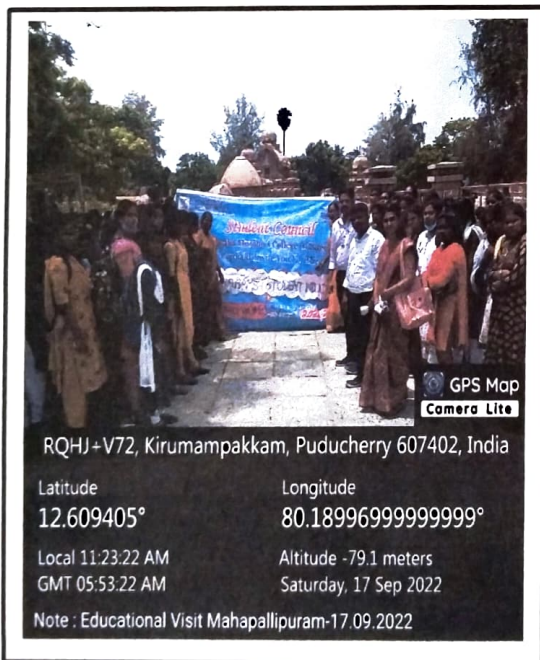 Student Council
GPS Map
Camera Lite
RQHJ+V72, Kirumampakkam, Puducherry 607402, India
Latitude
Longitude
12.609405°
80.18996999999999°
Local 11:23:22 AM
Altitude -79.1 meters
GMT 05:53:22 AM
Saturday, 17 Sep 2022
Note : Educational Visit Mahapallipuram-17.09.2022